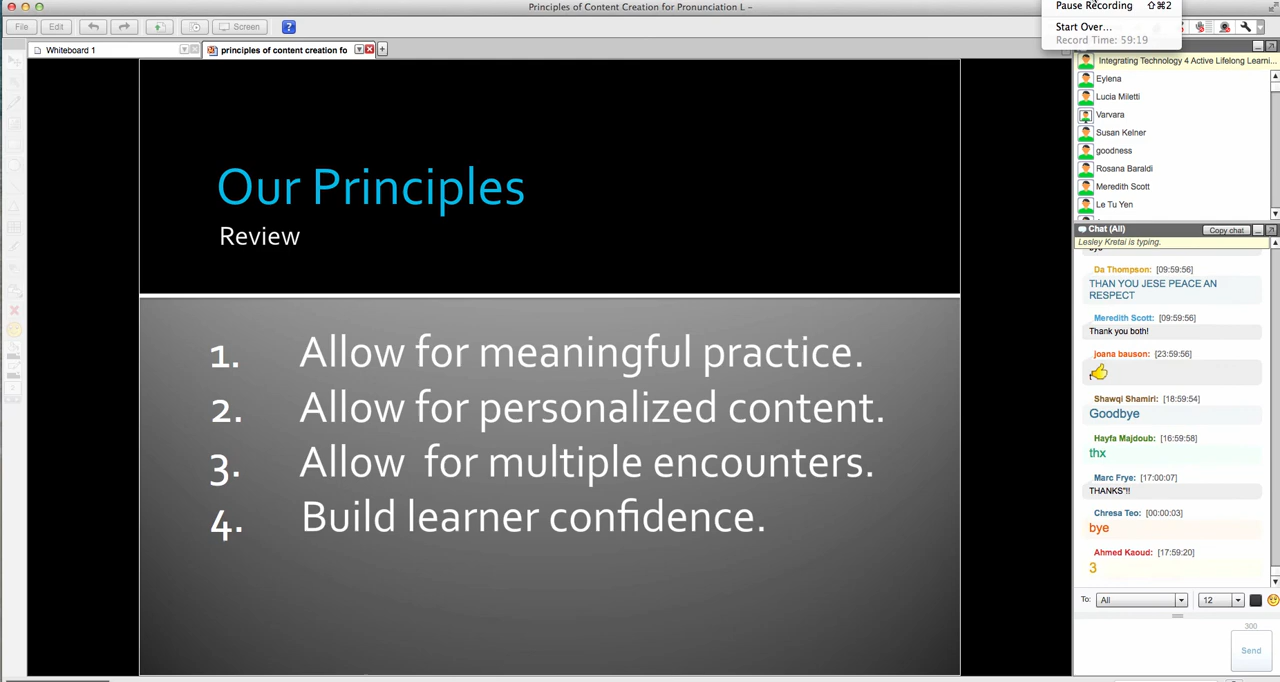 Principles of Content Creation for Pronunciation L -
Pause Recording ⇧⌘2
Start Over...
Record Time: 59:19
File
Edit
Screen
?
Whiteboard 1
principles of content creation fo
Our Principles
Review
1. Allow for meaningful practice.
2. Allow for personalized content.
3. Allow for multiple encounters.
4. Build learner confidence.
Integrating Technology 4 Active Lifelong Learni...
Eylena
Lucia Miletti
Varvara
Susan Kelner
goodness
Rosana Baraldi
Meredith Scott
Le Tu Yen
Chat (All)
Copy chat
Lesley Kretai is typing.
bye
Da Thompson: [09:59:56]
THAN YOU JESE PEACE AN
RESPECT
Meredith Scott: [09:59:56]
Thank you both!
joana bauson: [23:59:56]
Shawqi Shamiri: [18:59:54]
Goodbye
Hayfa Majdoub: [16:59:58]
thx
Marc Frye: [17:00:07]
THANKS"!!
Chresa Teo: [00:00:03]
bye
Ahmed Kaoud: [17:59:20]
3
To: All 12
300
Send